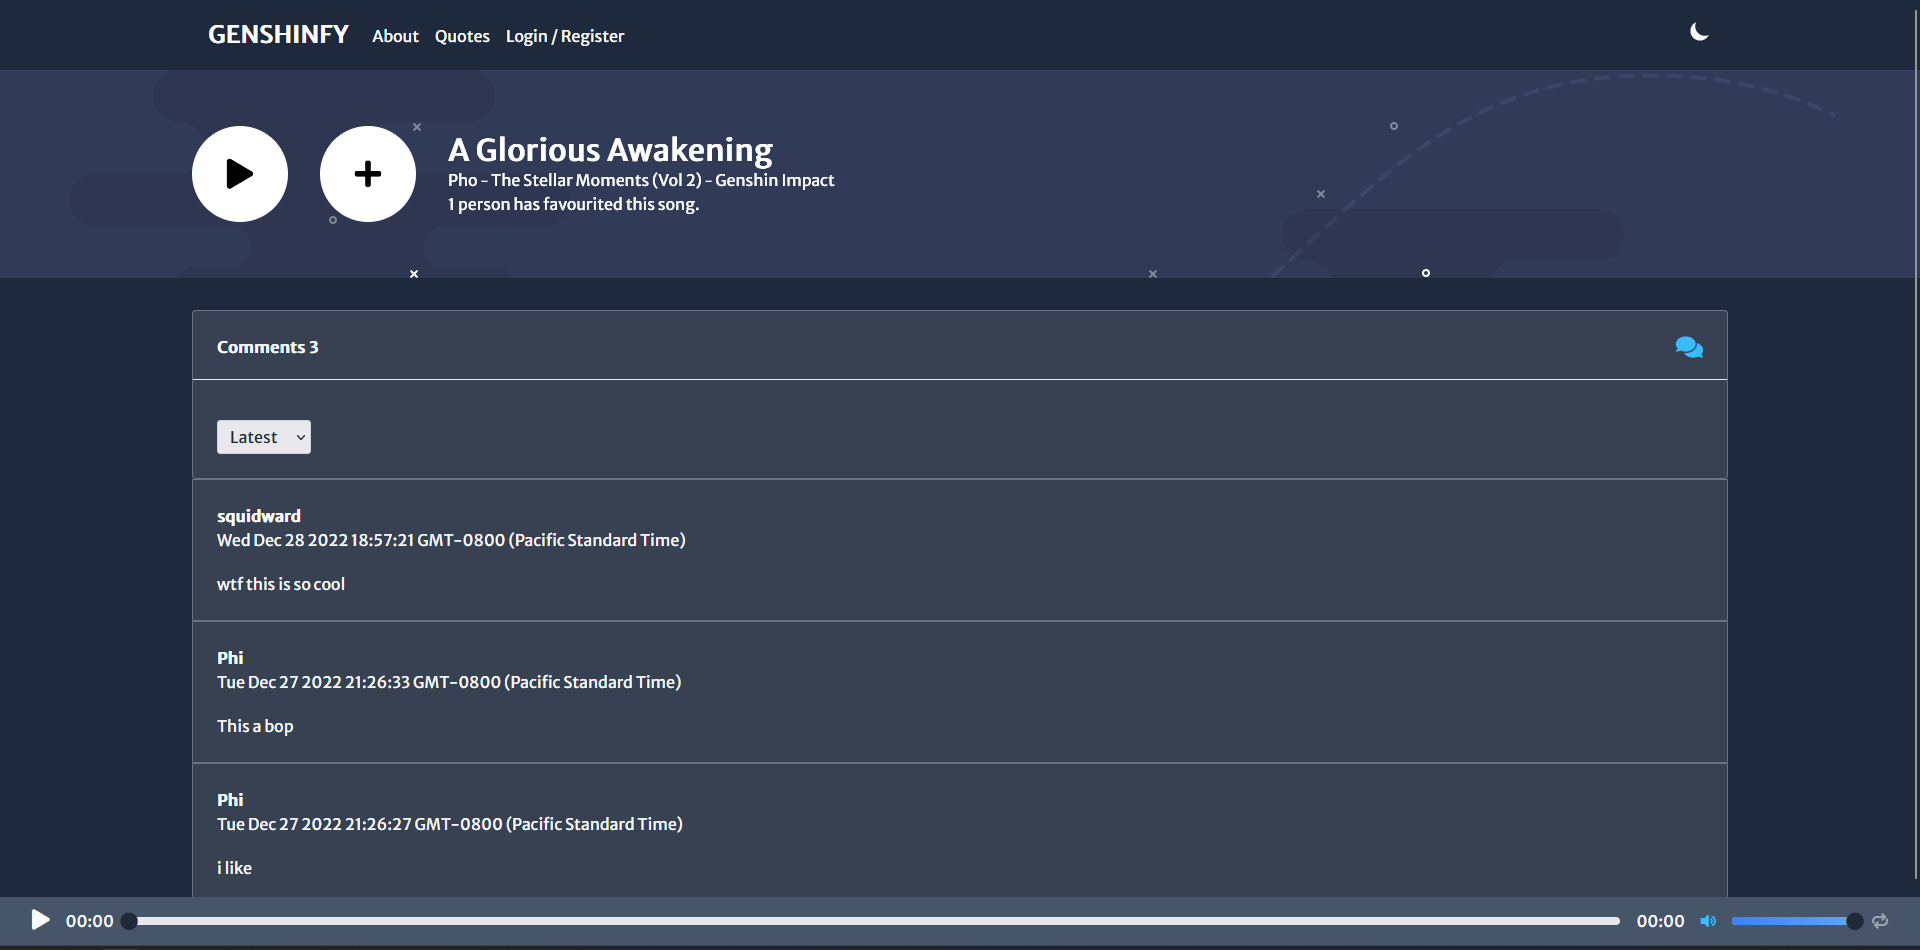 GENSHINFY About Quotes Login / Register
A Glorious Awakening
Pho - The Stellar Moments (Vol 2) - Genshin Impact
1 person has favourited this song.
Comments 3
Latest
squidward
Wed Dec 28 2022 18:57:21 GMT-0800 (Pacific Standard Time)
wtf this is so cool
Phi
Tue Dec 27 2022 21:26:33 GMT-0800 (Pacific Standard Time)
This a bop
Phi
Tue Dec 27 2022 21:26:27 GMT-0800 (Pacific Standard Time)
i like
00:00 00:00